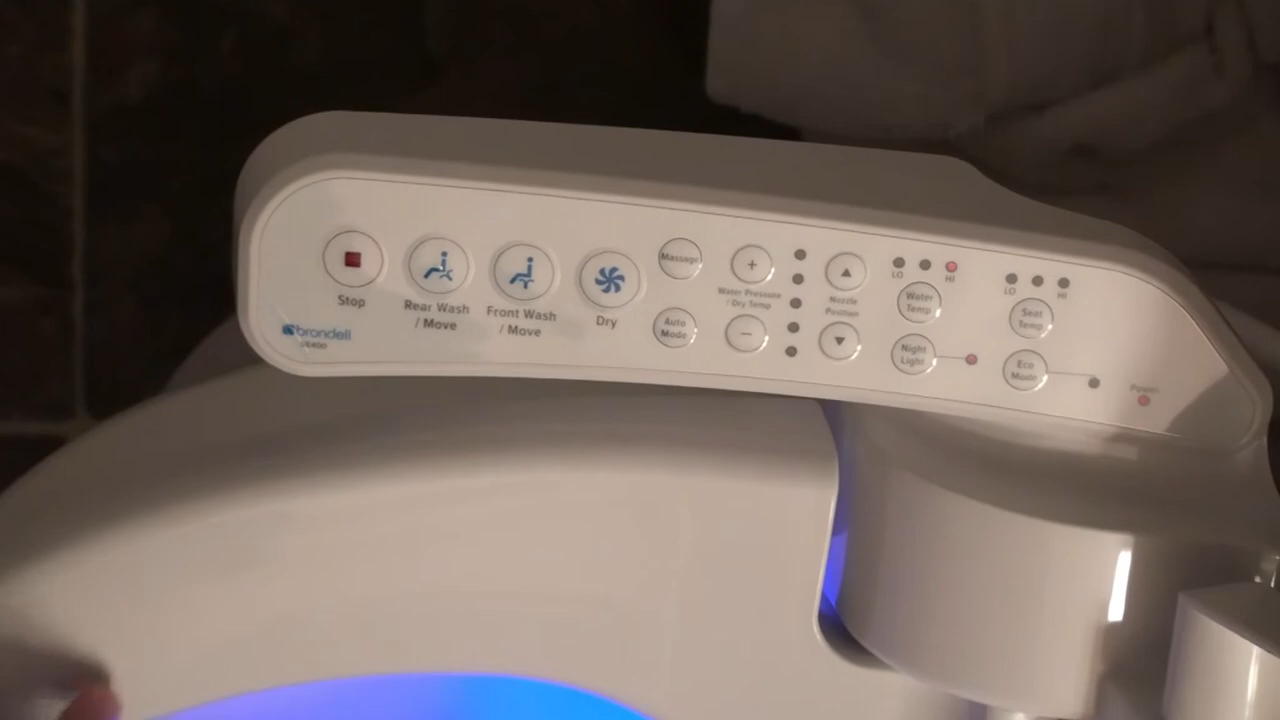 Stop
Rear Wash
/ Move
Front Wash
/ Move
Dry
Massage
Auto
Mode
+
Water Pressure
/ Dry Temp
−
Nozzle
Position
LO
HI
Water
Temp
Night
Light
LO
HI
Seat
Temp
Eco
Mode
Power
brondell